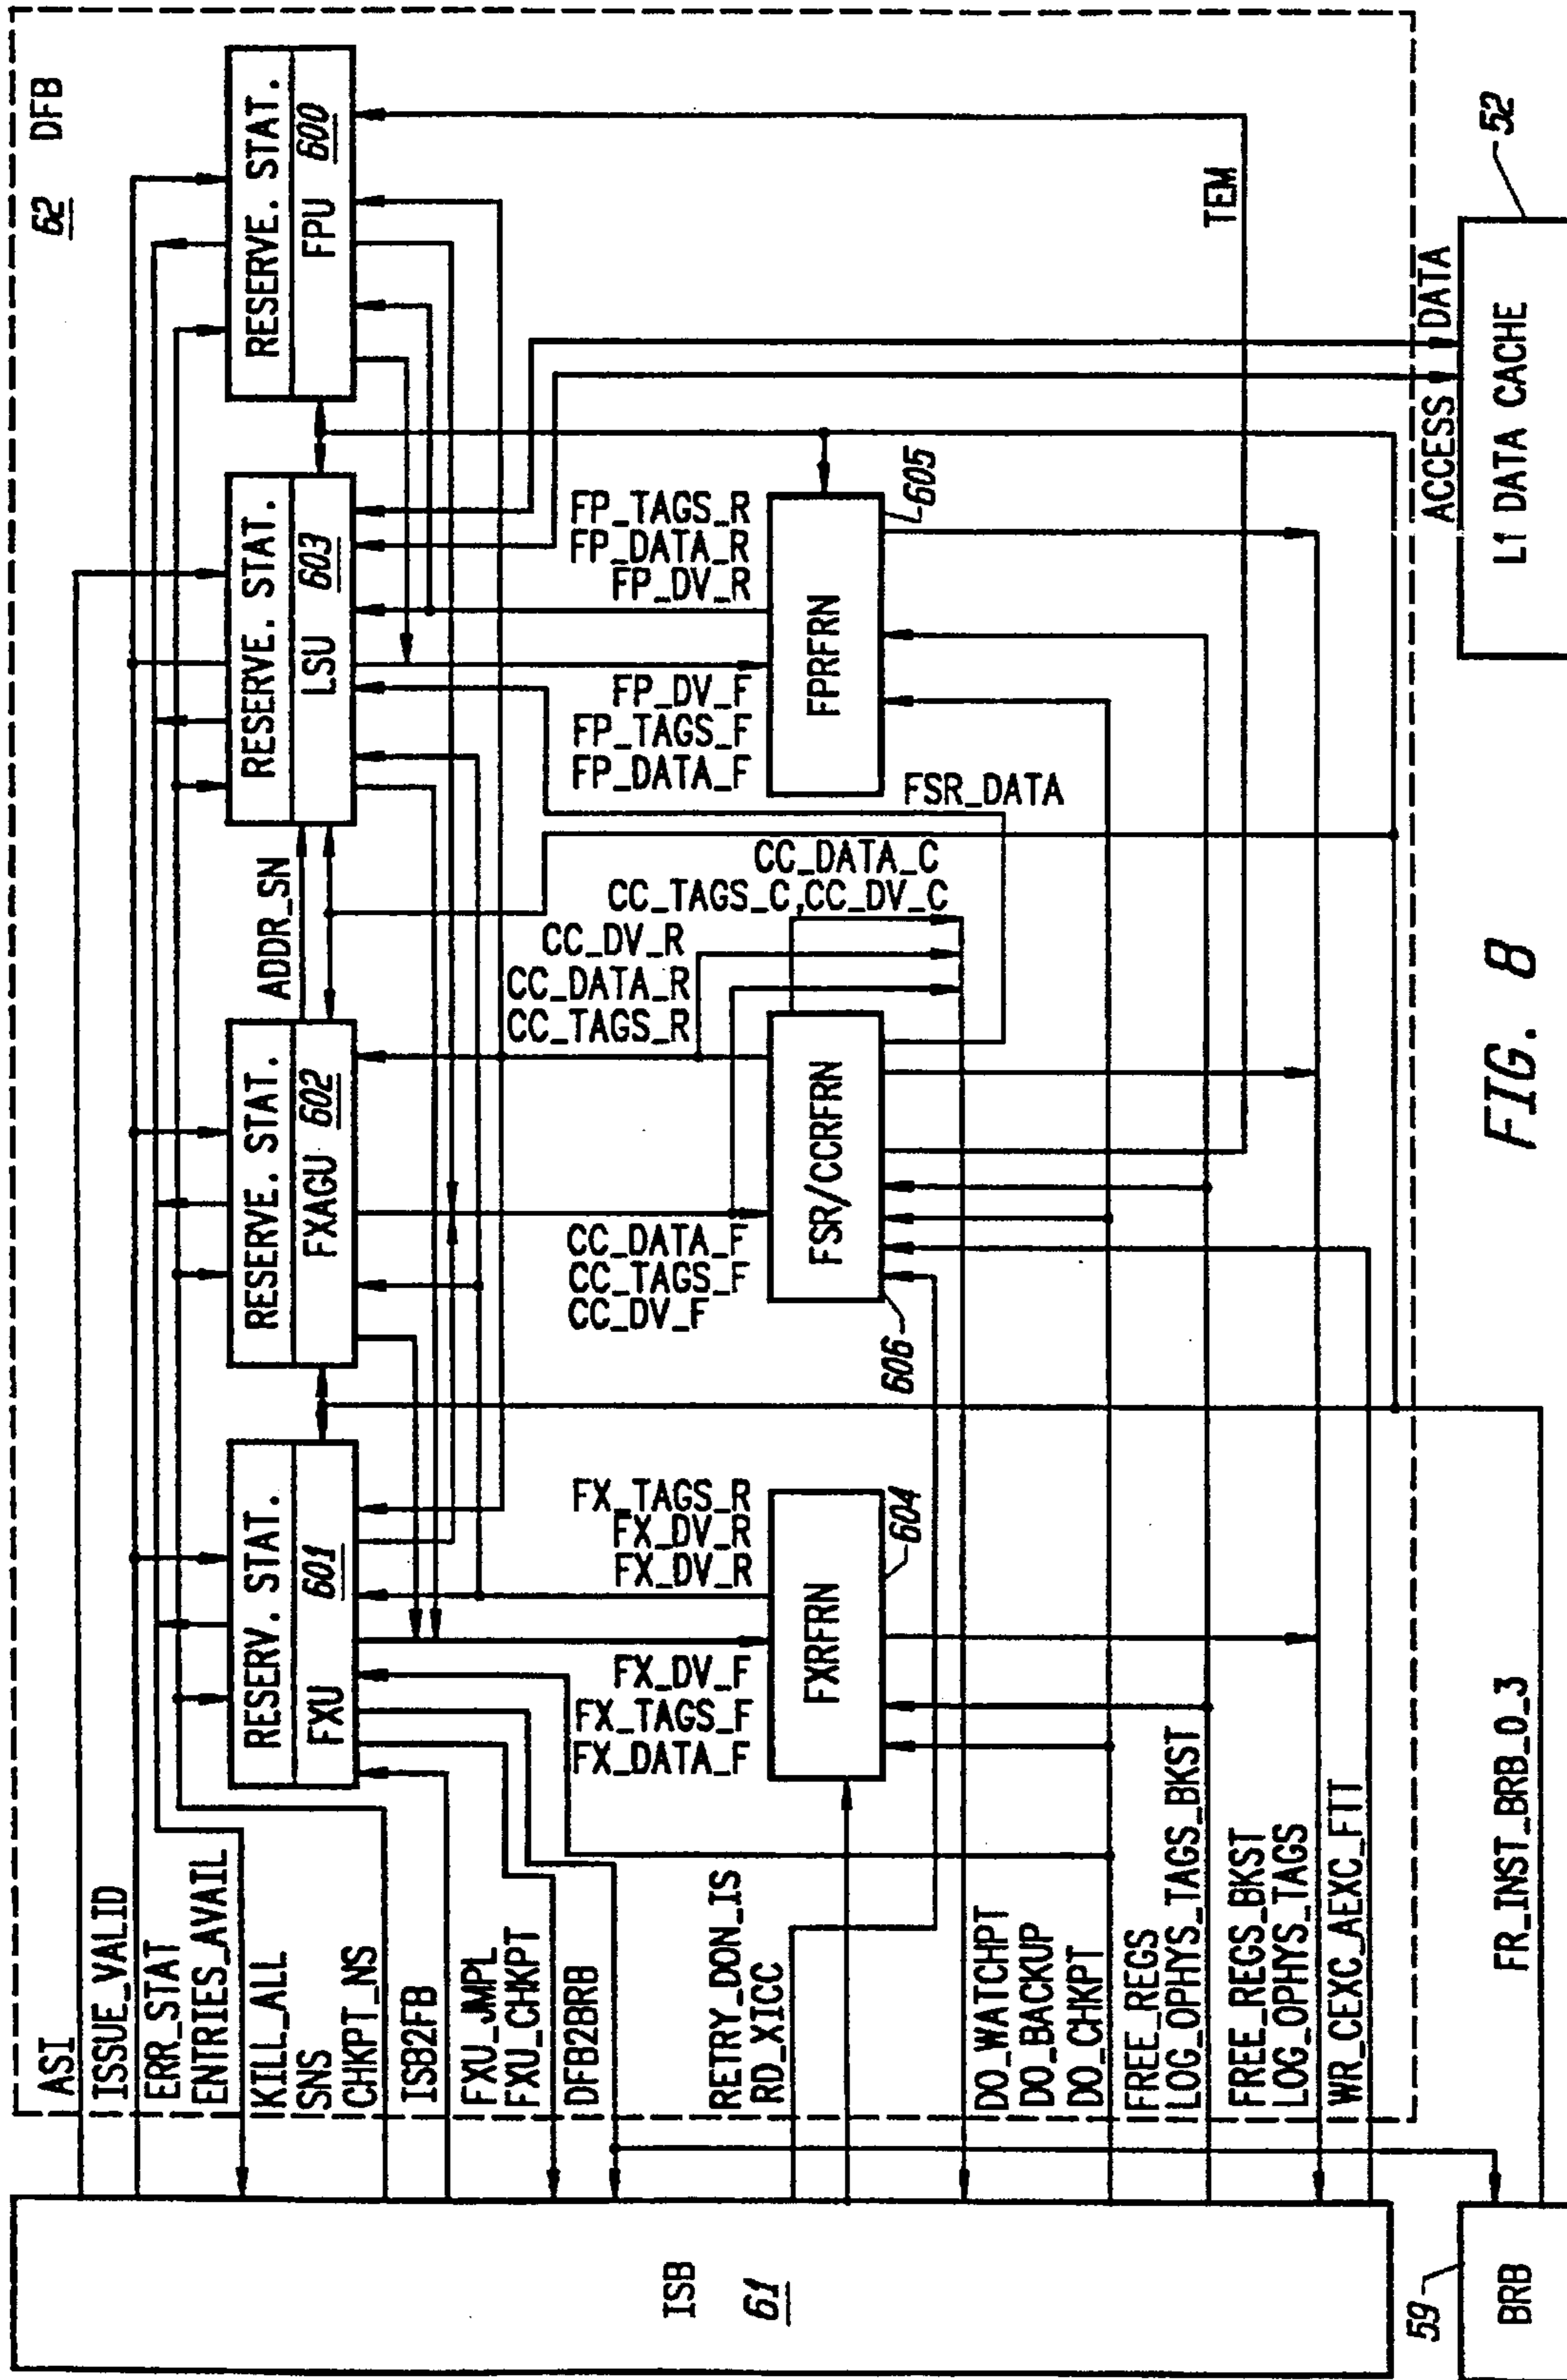 62 DFB
ASI
ISSUE_VALID
ERR_STAT
ENTRIES_AVAIL
KILL_ALL
SNS
CHKPT_NS
ISB2FB
FXU_JMPL
FXU_CHKPT
DFB2BRB
RETRY_DON_IS
RD_XICC
DO_WATCHPT
DO_BACKUP
DO_CHKPT
FREE_REGS
LOG_OPHYS_TAGS_BKST
FREE_REGS_BKST
LOG_OPHYS_TAGS
WR_CEXC_AEXC_FTT
FR_INST_BRB_0_3
ISB
61
59
BRB
RESERV. STAT.
FXU 601
RESERVE. STAT.
FXAGU 602
ADDR_SN
RESERVE. STAT.
LSU 603
RESERVE. STAT.
FPU 600
FX_TAGS_R
FX_DV_R
FX_DV_R
FX_DV_F
FX_TAGS_F
FX_DATA_F
FXRFRN
604
CC_DV_R
CC_DATA_R
CC_TAGS_R
CC_DATA_C
CC_TAGS_C,CC_DV_C
CC_DATA_F
CC_TAGS_F
CC_DV_F
FSR/CCRFRN
606
FSR_DATA
FP_TAGS_R
FP_DATA_R
FP_DV_R
FP_DV_F
FP_TAGS_F
FP_DATA_F
FPRFRN
605
TEM
ACCESS
DATA
L1 DATA CACHE
52
FIG. 8